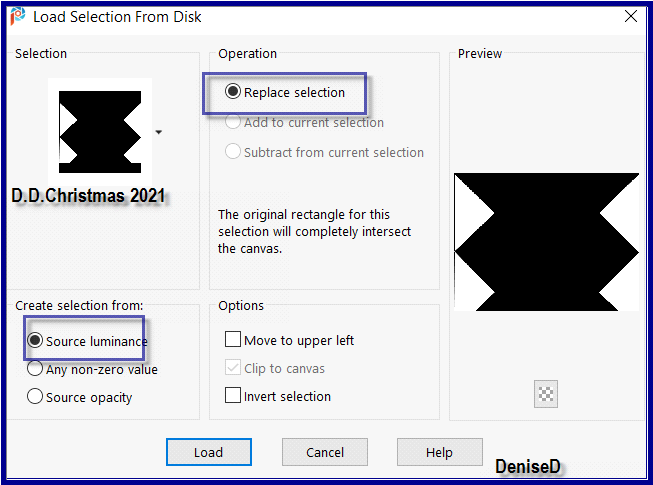 Load Selection From Disk
Selection
D.D.Christmas 2021
Operation
Replace selection
Add to current selection
Subtract from current selection
The original rectangle for this
selection will completely intersect
the canvas.
Preview
Create selection from:
Source luminance
Any non-zero value
Source opacity
Options
Move to upper left
Clip to canvas
Invert selection
Load
Cancel
Help
DeniseD